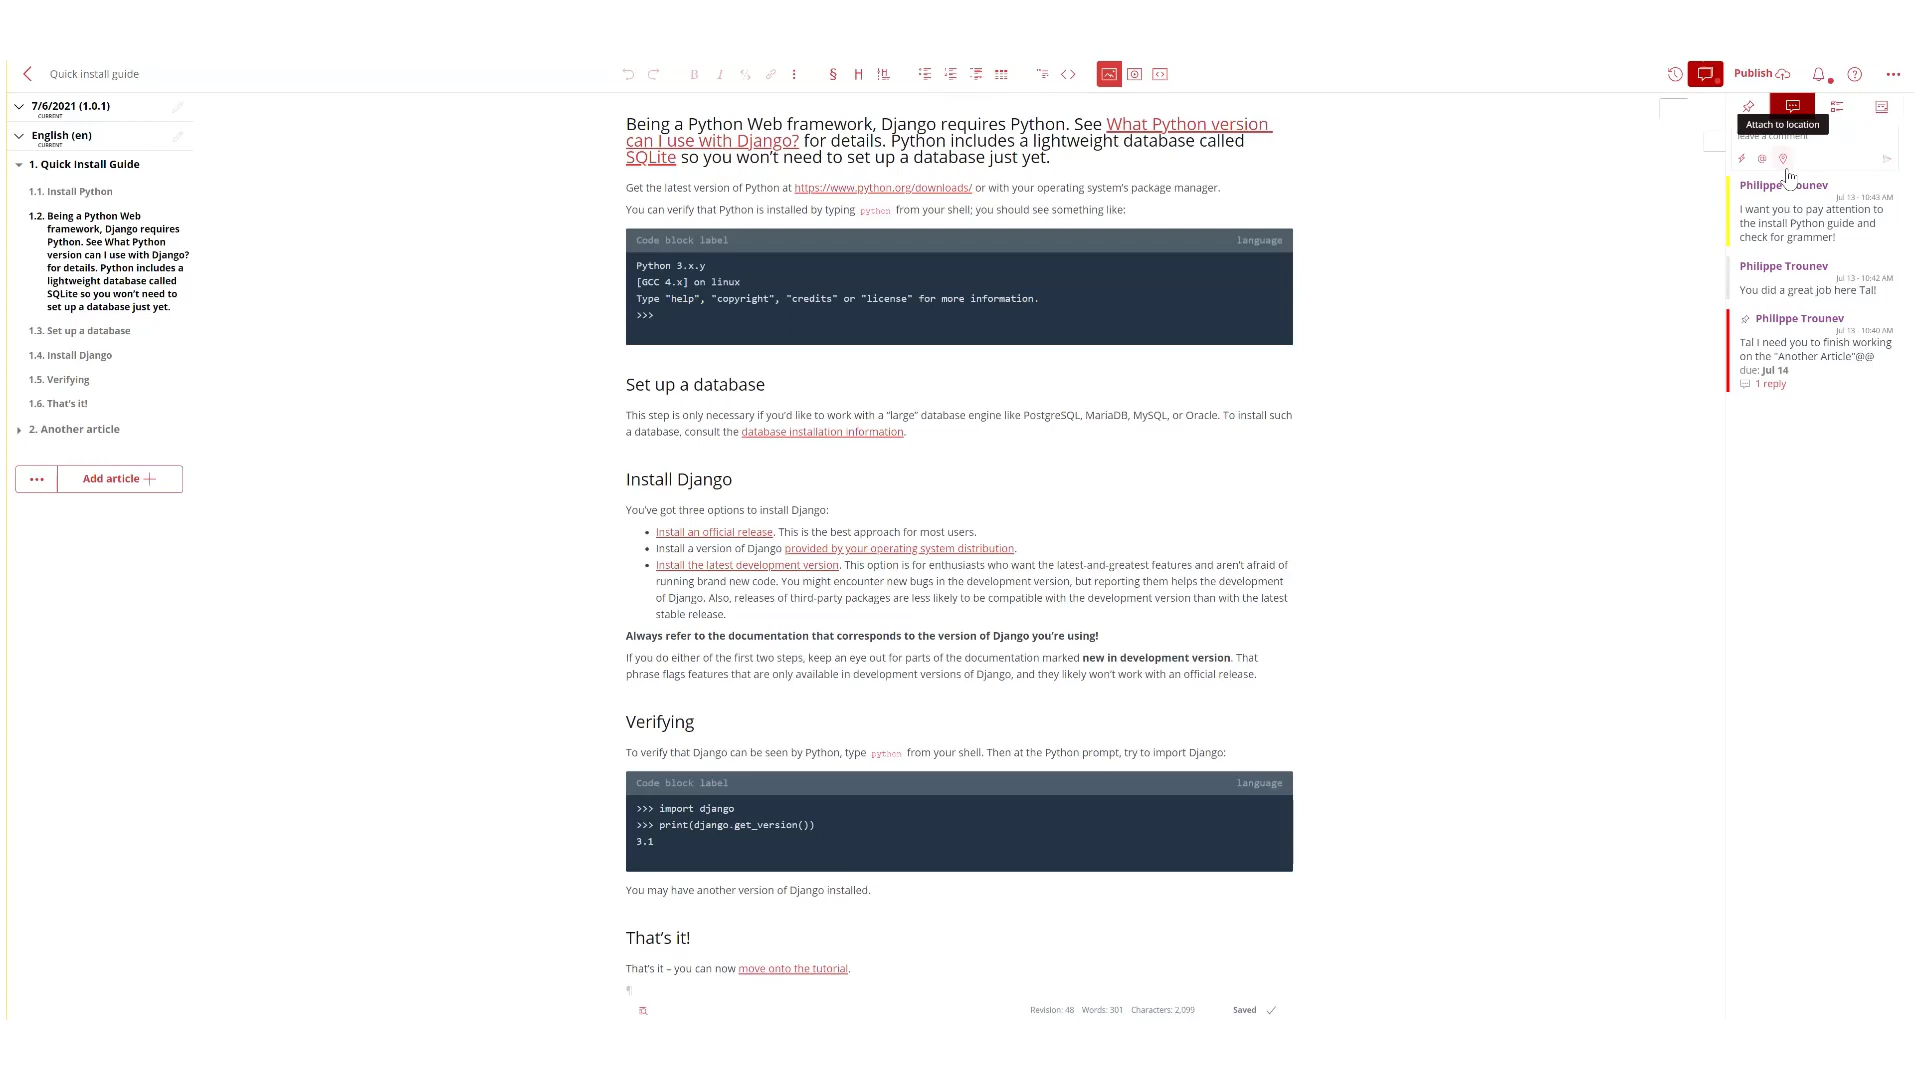 Quick install guide
Publish
7/6/2021 (1.0.1)
CURRENT
English (en)
CURRENT
1. Quick Install Guide
1.1. Install Python
1.2. Being a Python Web
framework, Django requires
Python. See What Python
version can I use with Django?
for details. Python includes a
lightweight database called
SQLite so you won’t need to
set up a database just yet.
1.3. Set up a database
1.4. Install Django
1.5. Verifying
1.6. That's it!
2. Another article
Add article
Being a Python Web framework, Django requires Python. See What Python version
can I use with Django? for details. Python includes a lightweight database called
SQLite so you won’t need to set up a database just yet.
Get the latest version of Python at https://www.python.org/downloads/ or with your operating system’s package manager.
You can verify that Python is installed by typing python from your shell; you should see something like:
Code block label language
Python 3.x.y
[GCC 4.x] on linux
Type "help", "copyright", "credits" or "license" for more information.
>>>
Set up a database
This step is only necessary if you’d like to work with a “large” database engine like PostgreSQL, MariaDB, MySQL, or Oracle. To install such
a database, consult the database installation information.
Install Django
You’ve got three options to install Django:
• Install an official release. This is the best approach for most users.
• Install a version of Django provided by your operating system distribution.
• Install the latest development version. This option is for enthusiasts who want the latest-and-greatest features and aren’t afraid of
running brand new code. You might encounter new bugs in the development version, but reporting them helps the development
of Django. Also, releases of third-party packages are less likely to be compatible with the development version than with the latest
stable release.
Always refer to the documentation that corresponds to the version of Django you’re using!
If you do either of the first two steps, keep an eye out for parts of the documentation marked new in development version. That
phrase flags features that are only available in development versions of Django, and they likely won’t work with an official release.
Verifying
To verify that Django can be seen by Python, type python from your shell. Then at the Python prompt, try to import Django:
Code block label language
>>> import django
>>> print(django.get_version())
3.1
You may have another version of Django installed.
That’s it!
That’s it – you can now move onto the tutorial.
¶
Revision: 48 Words: 301 Characters: 2,099 Saved
Attach to location
leave a comment
Philippe Trounev
Jul 13 - 10:43 AM
I want you to pay attention to
the install Python guide and
check for grammer!
Philippe Trounev
Jul 13 - 10:42 AM
You did a great job here Tal!
Philippe Trounev
Jul 13 - 10:40 AM
Tal I need you to finish working
on the "Another Article"@@
due: Jul 14
1 reply